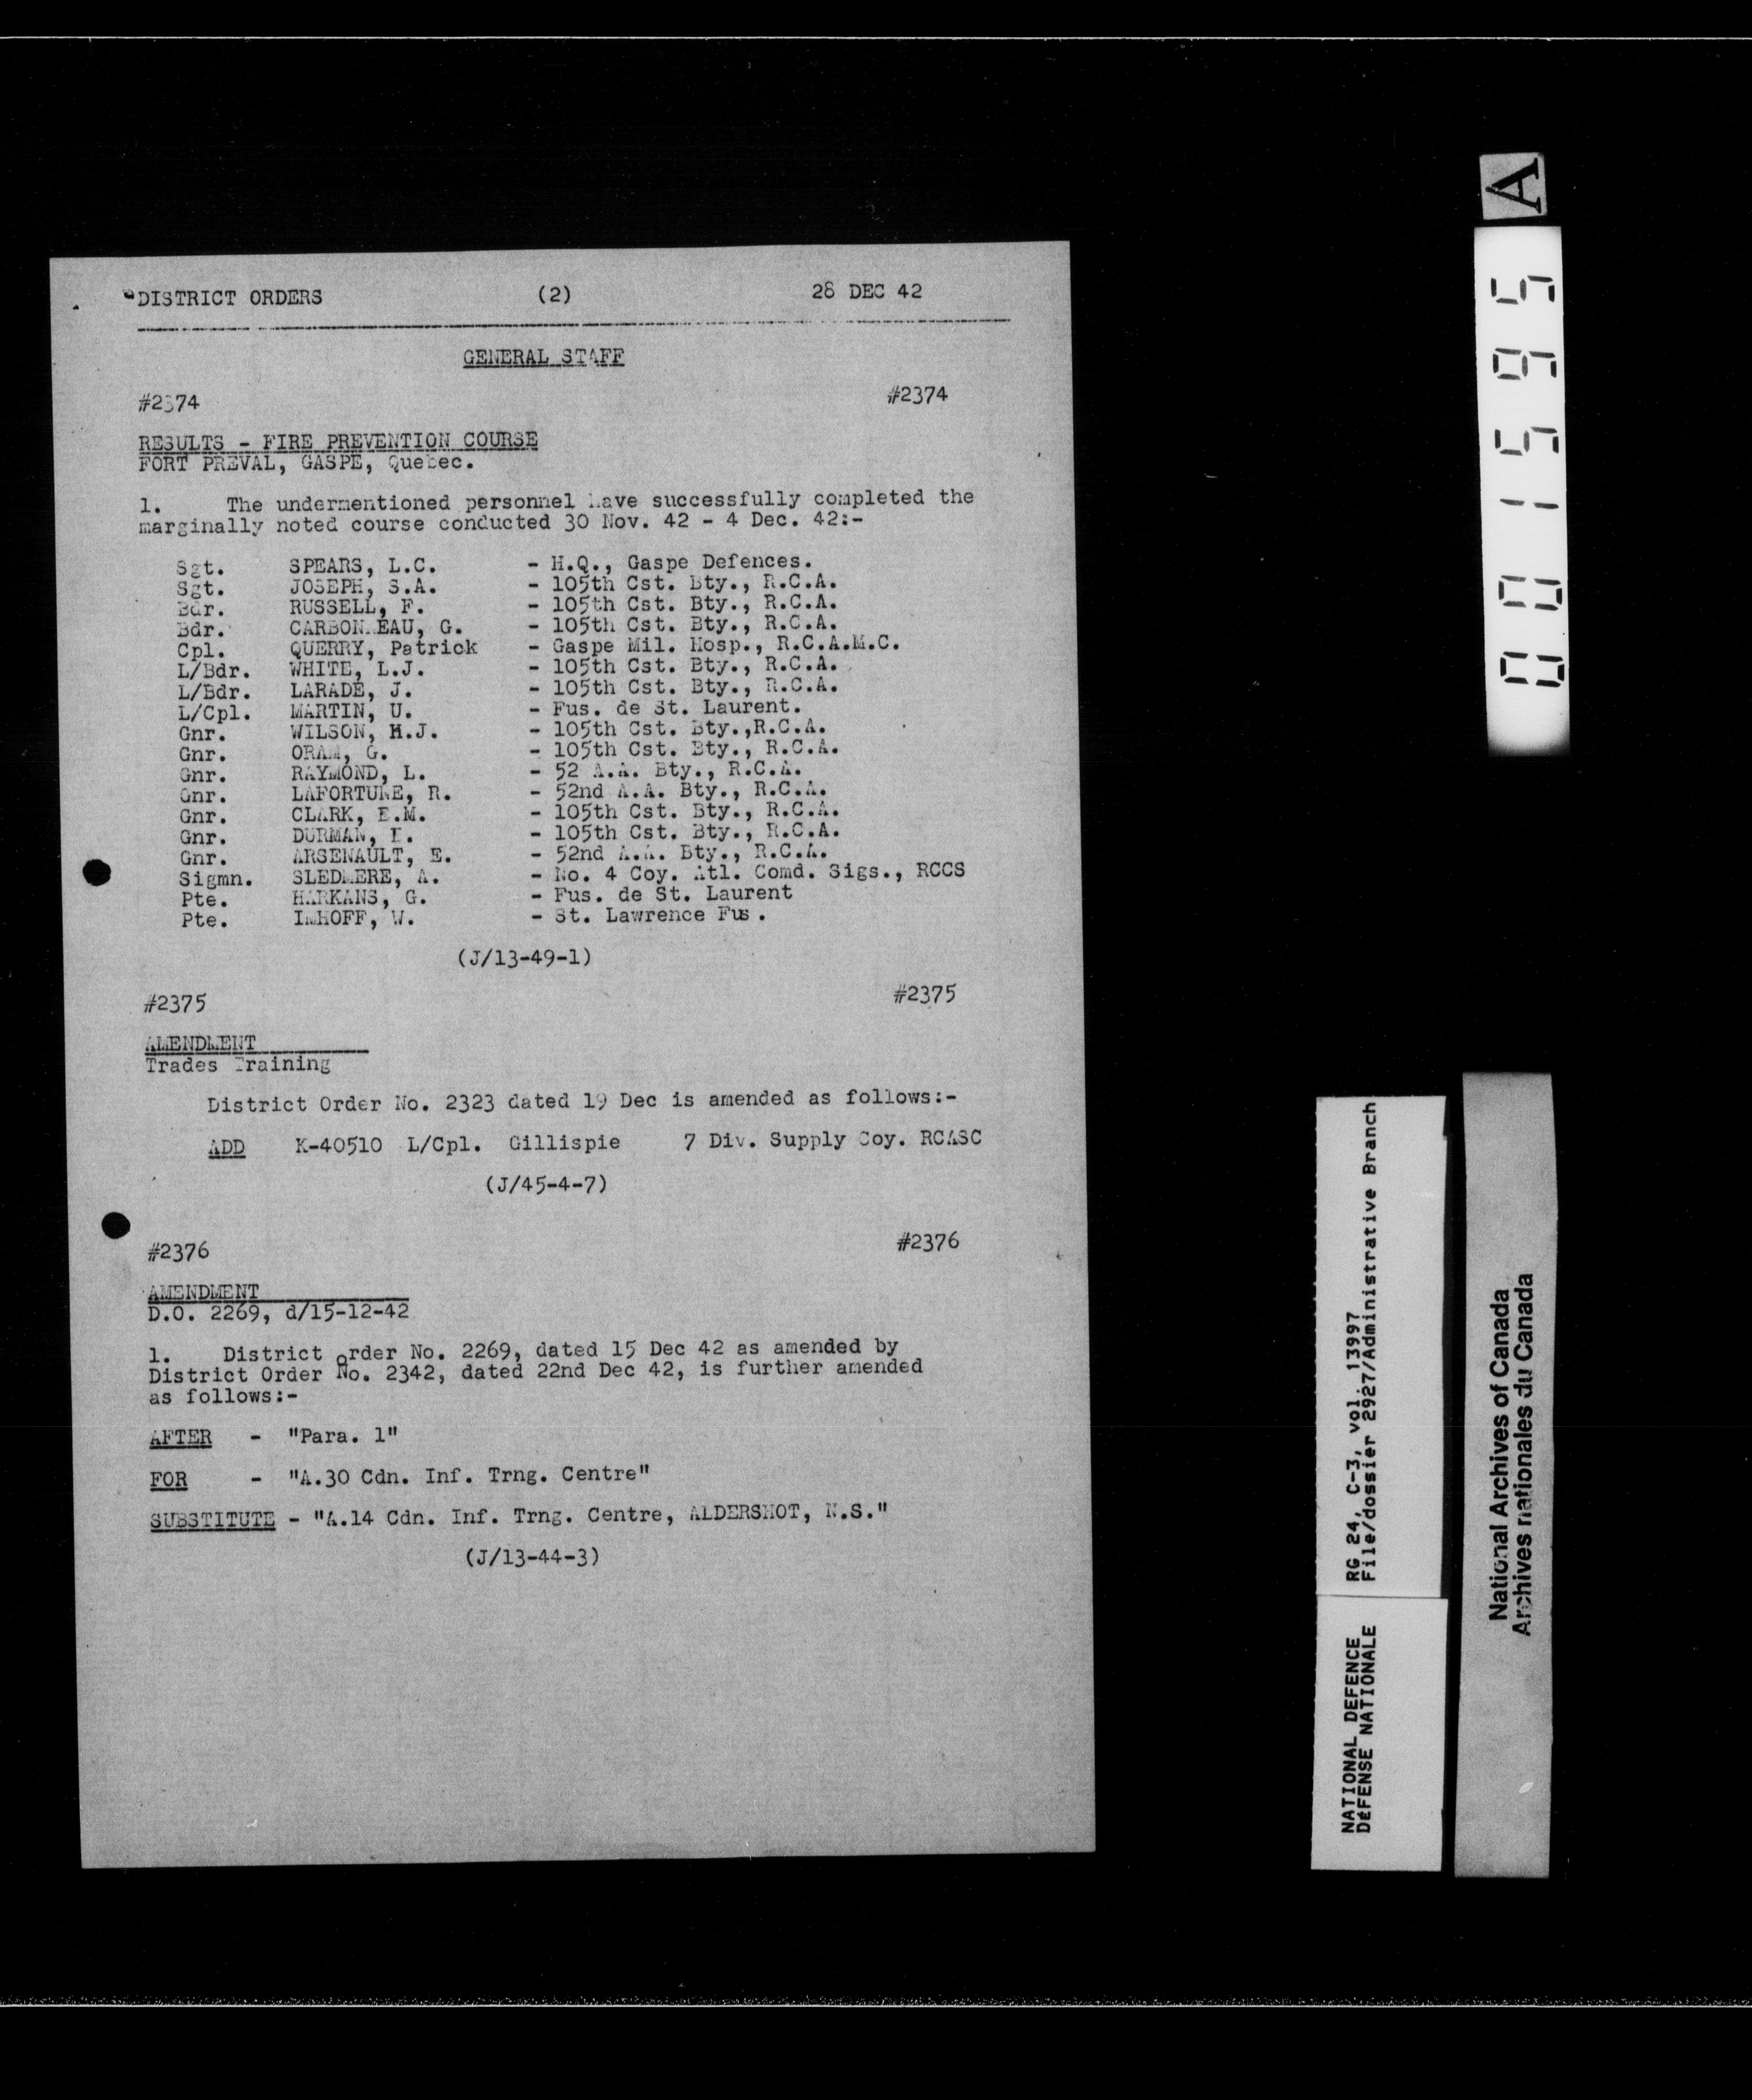 DISTRICT ORDERS (2) 28 DEC 42
GENERAL STAFF
#2374 #2374
RESULTS - FIRE PREVENTION COURSE
FORT PREVAL, GASPE, Quebec.
1. The undermentioned personnel have successfully completed the
marginally noted course conducted 30 Nov. 42 - 4 Dec. 42:-
Sgt. SPEARS, L.C. - H.Q., Gaspe Defences.
Sgt. JOSEPH, S.A. - 105th Cst. Bty., R.C.A.
Bdr. RUSSELL, F. - 105th Cst. Bty., R.C.A.
Bdr. CARBONNEAU, G. - 105th Cst. Bty., R.C.A.
Cpl. QUERRY, Patrick - Gaspe Mil. Hosp., R.C.A.M.C.
L/Bdr. WHITE, L.J. - 105th Cst. Bty., R.C.A.
L/Bdr. LARADE, J. - 105th Cst. Bty., R.C.A.
L/Cpl. MARTIN, U. - Fus. de St. Laurent.
Gnr. WILSON, H.J. - 105th Cst. Bty.,R.C.A.
Gnr. ORAM, G. - 105th Cst. Bty., R.C.A.
Gnr. RAYMOND, L. - 52 A.A. Bty., R.C.A.
Gnr. LAFORTUNE, R. - 52nd A.A. Bty., R.C.A.
Gnr. CLARK, E.M. - 105th Cst. Bty., R.C.A.
Gnr. DURMAN, - 105th Cst. Bty., R.C.A.
Gnr. ARSENAULT, E. - 52nd A.A. Bty., R.C.A.
Sigmn. SLEDMERE, A. - No. 4 Coy. Atl. Comd. Sigs., RCCS
Pte. HARKANS, G. - Fus. de St. Laurent
Pte. IMHOFF, W. - St. Lawrence Fus.
(J/13-49-1)
#2375 #2375
AMENDMENT
Trades Training
District Order No. 2323 dated 19 Dec is amended as follows:-
ADD K-40510 L/Cpl. Gillispie 7 Div. Supply Coy. RCASC
(J/45-4-7)
#2376 #2376
AMENDMENT
D.O. 2269, d/15-12-42
1. District order No. 2269, dated 15 Dec 42 as amended by
District Order No. 2342, dated 22nd Dec 42, is further amended
as follows:-
AFTER - "Para. 1"
FOR - "A.30 Cdn. Inf. Trng. Centre"
SUBSTITUTE - "A.14 Cdn. Inf. Trng. Centre, ALDERSHOT, N.S."
(J/13-44-3)
001595 A
NATIONAL DEFENCE
DéFENSE NATIONALE
RG 24, C-3, vol. 13997
File/dossier 2927/Administrative Branch
National Archives of Canada
Archives nationales du Canada